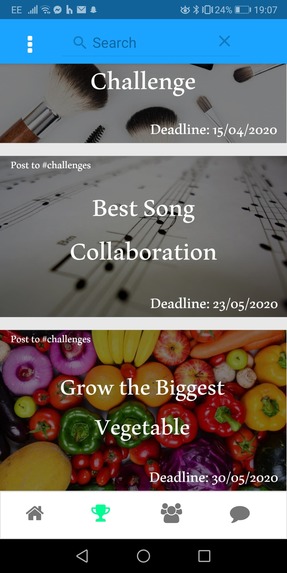 EE 24% 19:07
Search
Challenge
Deadline: 15/04/2020
Post to #challenges
Best Song
Collaboration
Deadline: 23/05/2020
Post to #challenges
Grow the Biggest
Vegetable
Deadline: 30/05/2020